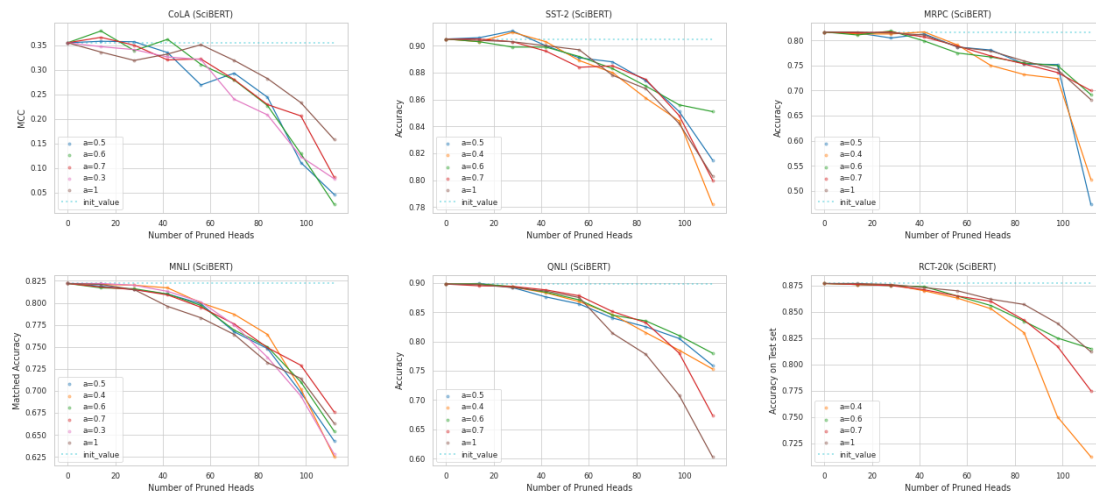 CoLA (SciBERT)
MCC
0.35
0.30
0.25
0.20
0.15
0.10
0.05
a=0.5
a=0.6
a=0.7
a=0.3
a=1
init_value
0 20 40 60 80 100
Number of Pruned Heads
SST-2 (SciBERT)
Accuracy
0.90
0.88
0.86
0.84
0.82
0.80
0.78
a=0.5
a=0.4
a=0.6
a=0.7
a=1
init_value
0 20 40 60 80 100
Number of Pruned Heads
MRPC (SciBERT)
Accuracy
0.80
0.75
0.70
0.65
0.60
0.55
0.50
a=0.5
a=0.4
a=0.6
a=0.7
a=1
init_value
0 20 40 60 80 100
Number of Pruned Heads
MNLI (SciBERT)
Matched Accuracy
0.825
0.800
0.775
0.750
0.725
0.700
0.675
0.650
0.625
a=0.5
a=0.4
a=0.6
a=0.7
a=0.3
a=1
init_value
0 20 40 60 80 100
Number of Pruned Heads
QNLI (SciBERT)
Accuracy
0.90
0.85
0.80
0.75
0.70
0.65
0.60
a=0.5
a=0.4
a=0.6
a=0.7
a=1
init_value
0 20 40 60 80 100
Number of Pruned Heads
RCT-20k (SciBERT)
Accuracy on Test set
0.875
0.850
0.825
0.800
0.775
0.750
0.725
a=0.4
a=0.6
a=0.7
a=1
init_value
0 20 40 60 80 100
Number of Pruned Heads